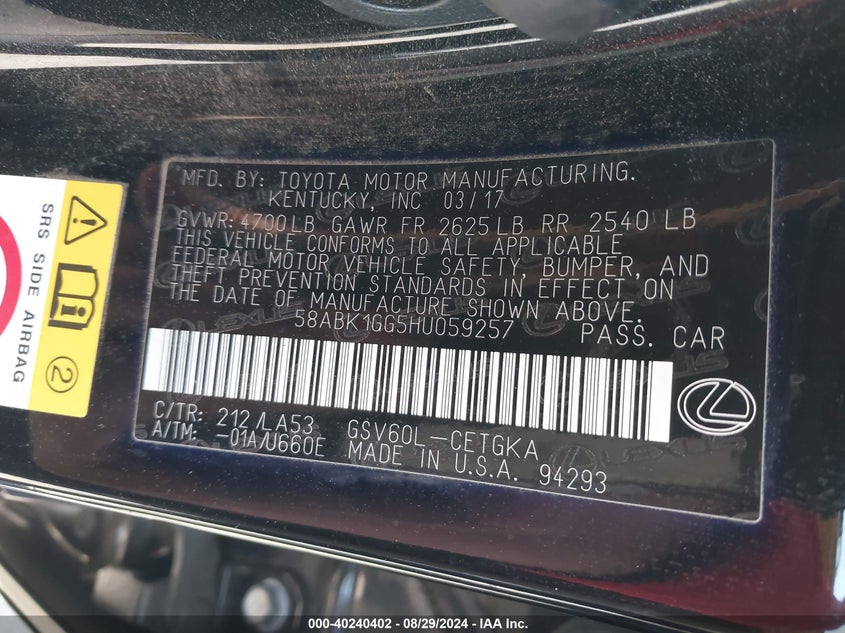 MFD. BY: TOYOTA MOTOR MANUFACTURING.
KENTUCKY, INC 03/17
GVWR: 4700 LB GAWR FR 2625 LB RR 2540 LB
THIS VEHICLE CONFORMS TO ALL APPLICABLE
FEDERAL MOTOR VEHICLE SAFETY, BUMPER, AND
THEFT PREVENTION STANDARDS IN EFFECT ON
THE DATE OF MANUFACTURE SHOWN ABOVE.
58ABK1GG5HU059257 PASS. CAR
C/TR: 212/LA53 GSV60L-CETGKA
A/TM: -01A/U660E MADE IN U.S.A. 94293
SRS SIDE AIRBAG
2
LEXUS
000-40240402 - 08/29/2024 - IAA Inc.